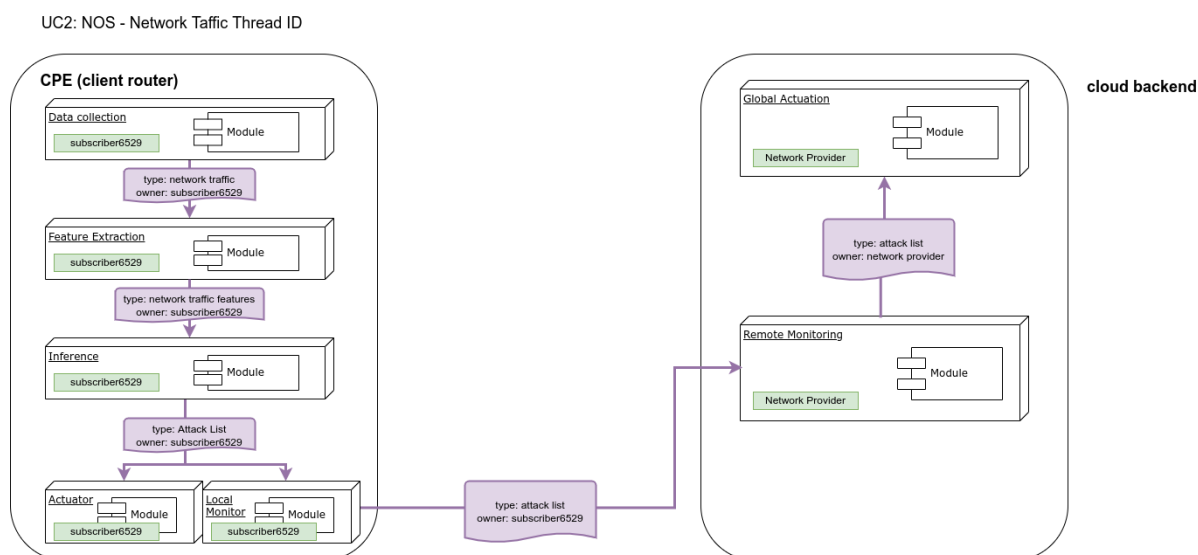 UC2: NOS - Network Taffic Thread ID
CPE (client router)
Data collection
Module
subscriber6529
type: network traffic
owner: subscriber6529
Feature Extraction
Module
subscriber6529
type: network traffic features
owner: subscriber6529
Inference
Module
subscriber6529
type: Attack List
owner: subscriber6529
Actuator
Module
subscriber6529
Local
Monitor
Module
subscriber6529
type: attack list
owner: subscriber6529
cloud backend
Global Actuation
Module
Network Provider
type: attack list
owner: network provider
Remote Monitoring
Module
Network Provider